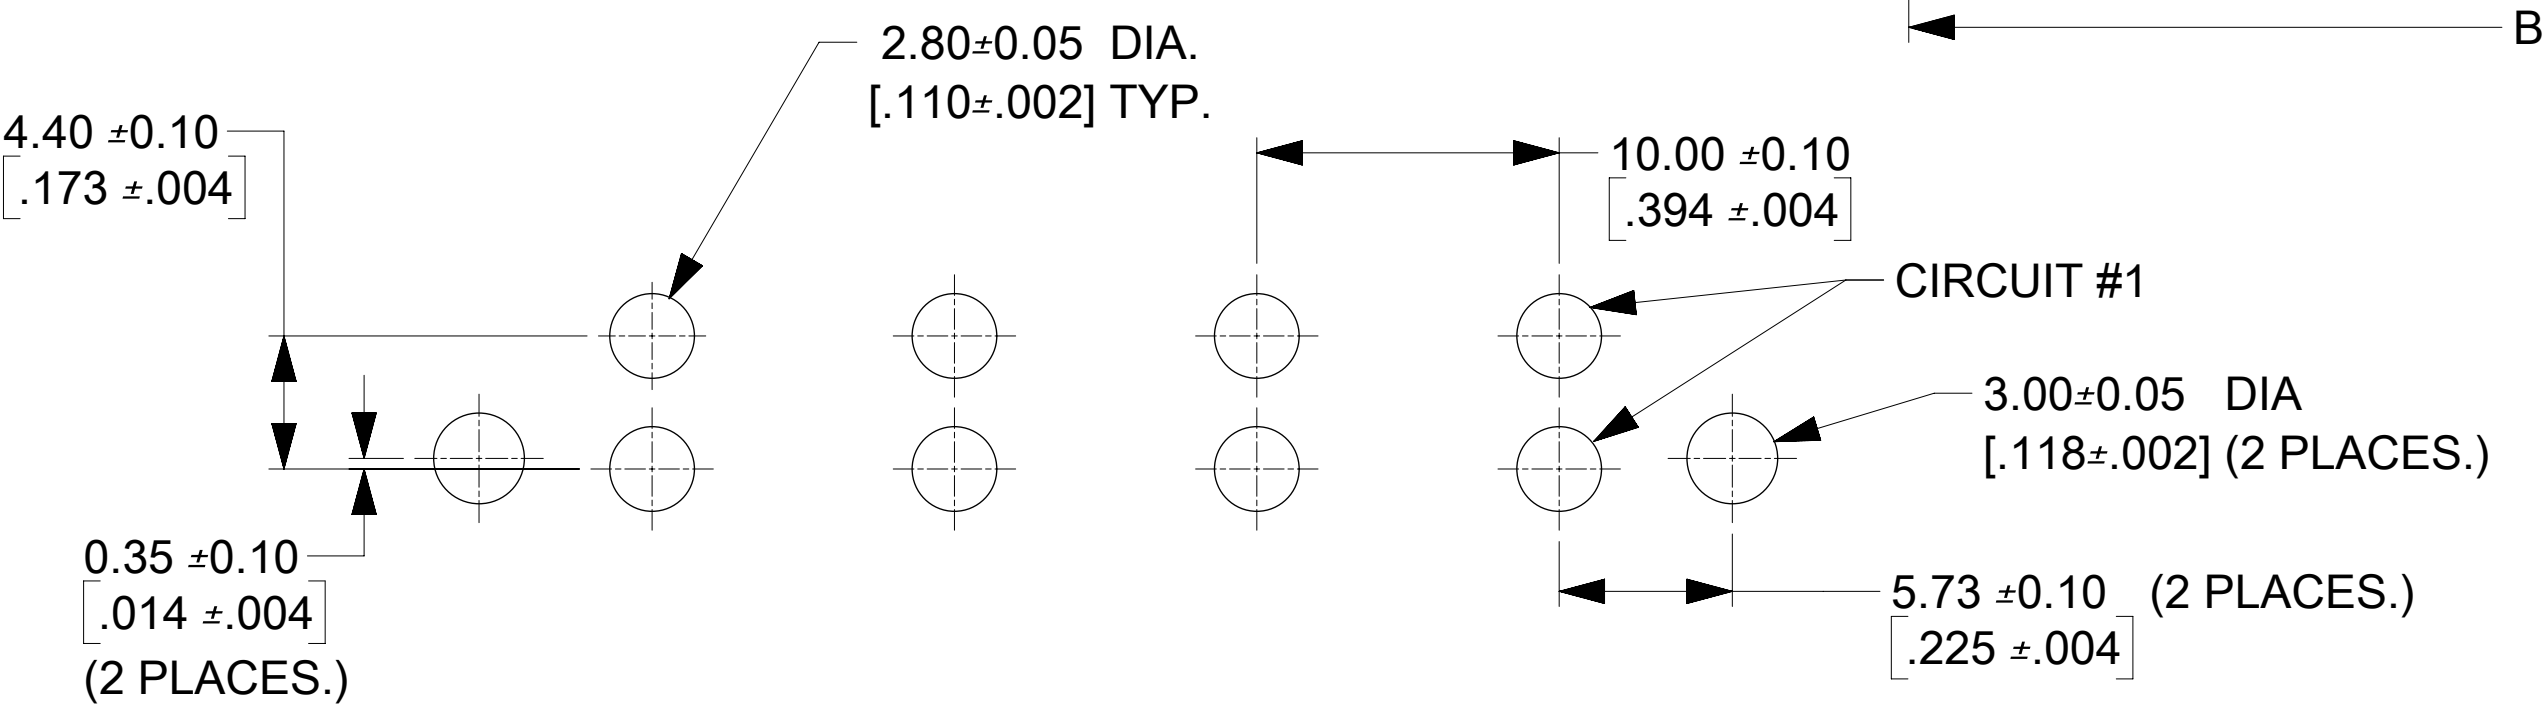 B
2.80±0.05 DIA.
[.110±.002] TYP.
4.40 ±0.10
[.173 ±.004]
10.00 ±0.10
[.394 ±.004]
CIRCUIT #1
3.00±0.05 DIA
[.118±.002] (2 PLACES.)
0.35 ±0.10
[.014 ±.004]
(2 PLACES.)
5.73 ±0.10 (2 PLACES.)
[.225 ±.004]